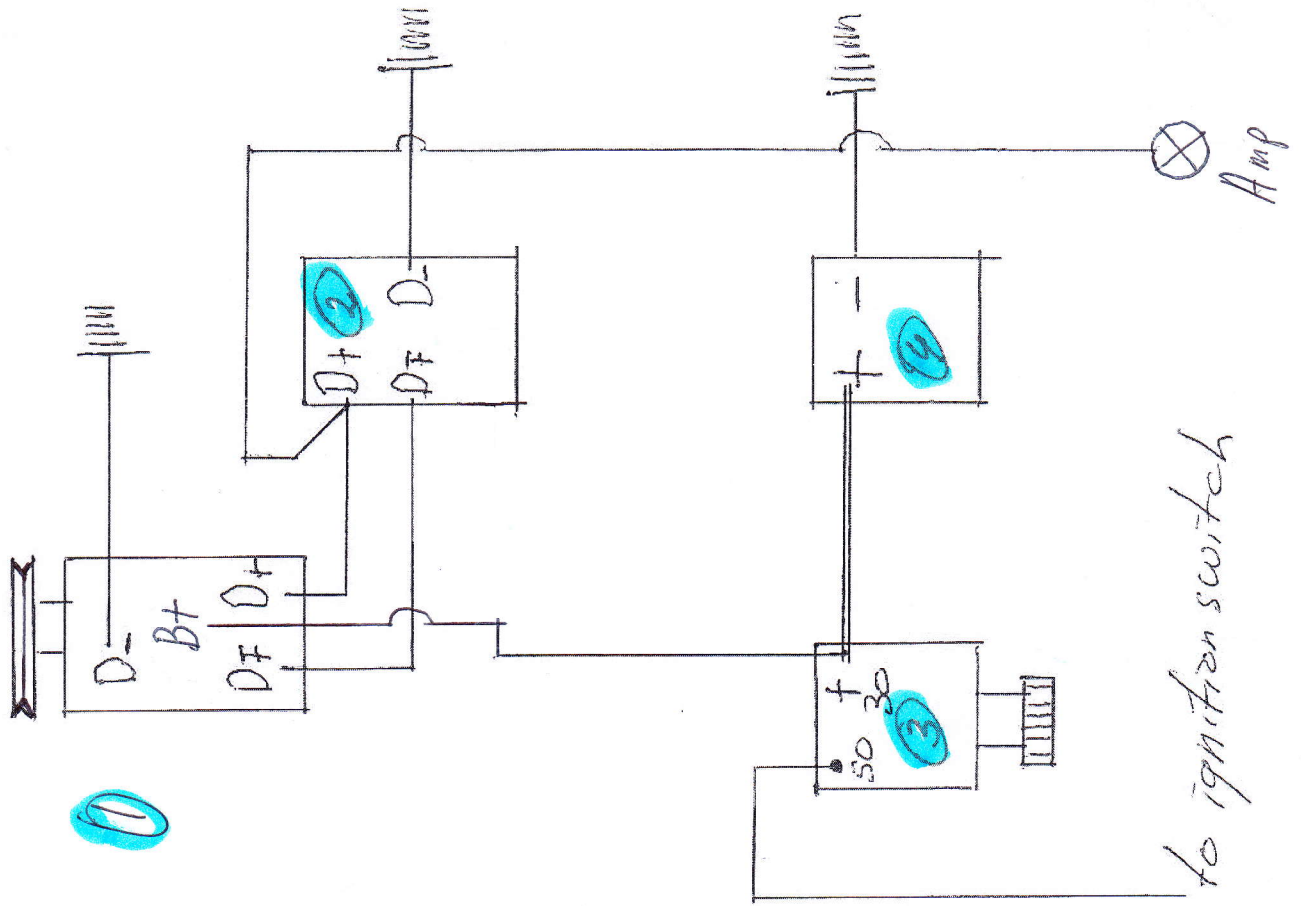 1
D-
B+
DF D+
D+ 2
DF D-
50 + 30
3
+ -
4
to ignition switch
Amp